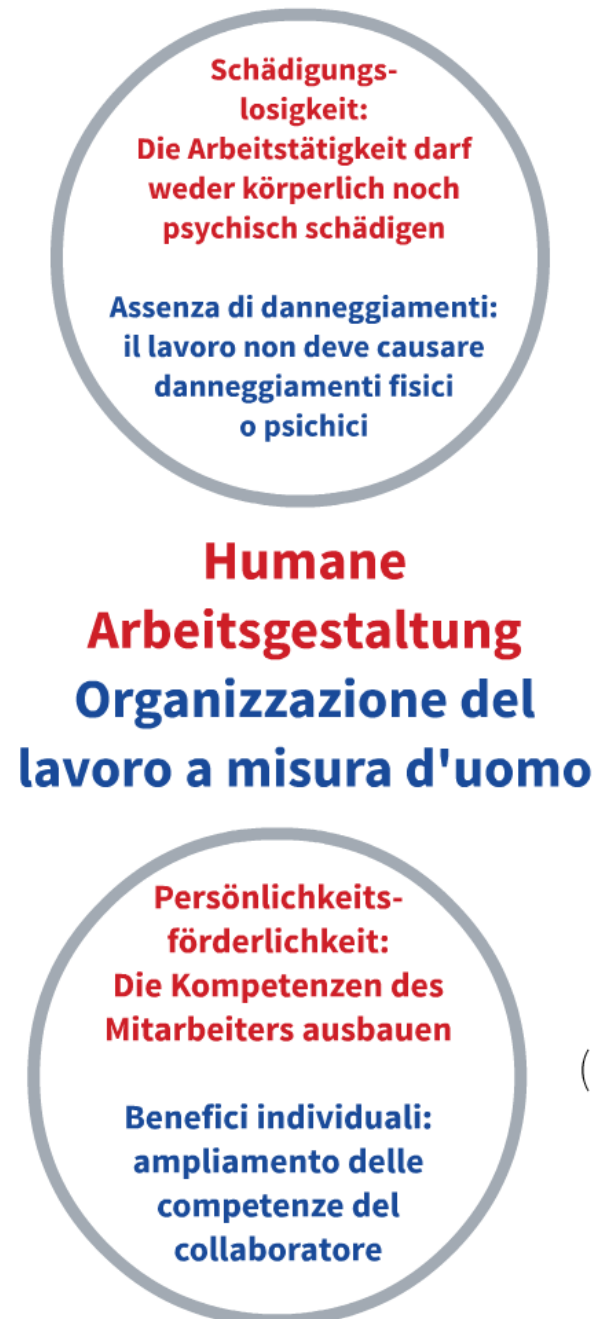 Schädigungs-
losigkeit:
Die Arbeitstätigkeit darf
weder körperlich noch
psychisch schädigen
Assenza di danneggiamenti:
il lavoro non deve causare
danneggiamenti fisici
o psichici
Humane
Arbeitsgestaltung
Organizzazione del
lavoro a misura d'uomo
Persönlichkeits-
förderlichkeit:
Die Kompetenzen des
Mitarbeiters ausbauen
(
Benefici individuali:
ampliamento delle
competenze del
collaboratore